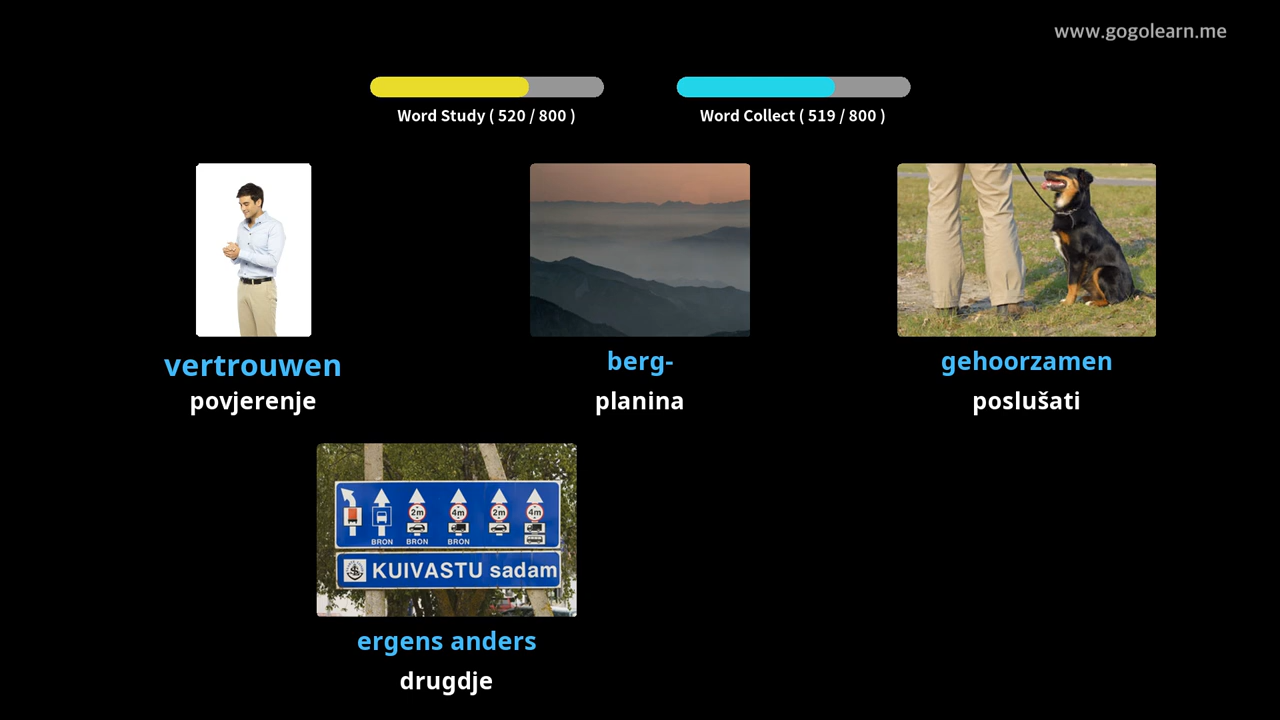 www.gogolearn.me
Word Study ( 520 / 800 )
Word Collect ( 519 / 800 )
vertrouwen
povjerenje
berg-
planina
gehoorzamen
poslušati
2m 4m 2m 4m
BRON BRON BRON
KUIVASTU sadam
ergens anders
drugdje